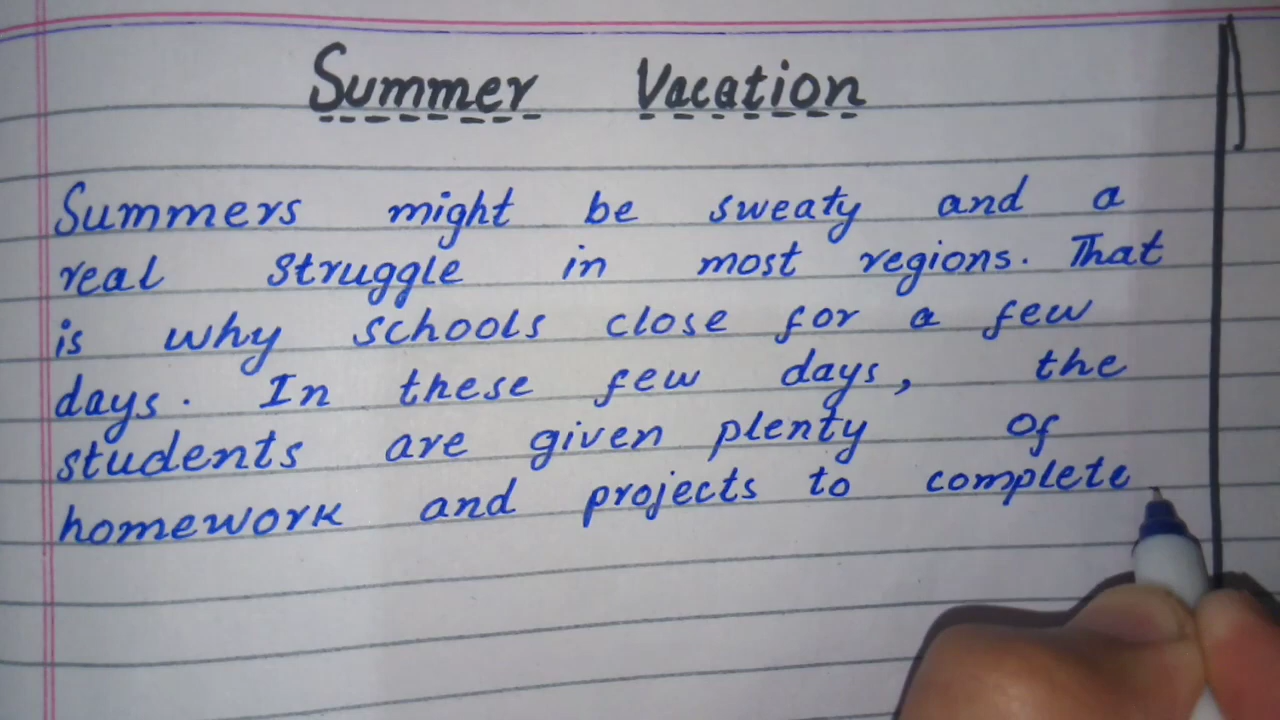 Summer Vacation
Summers might be sweaty and a
real struggle in most regions. That
is why schools close for a few
days. In these few days, the
students are given plenty of
homework and projects to complete